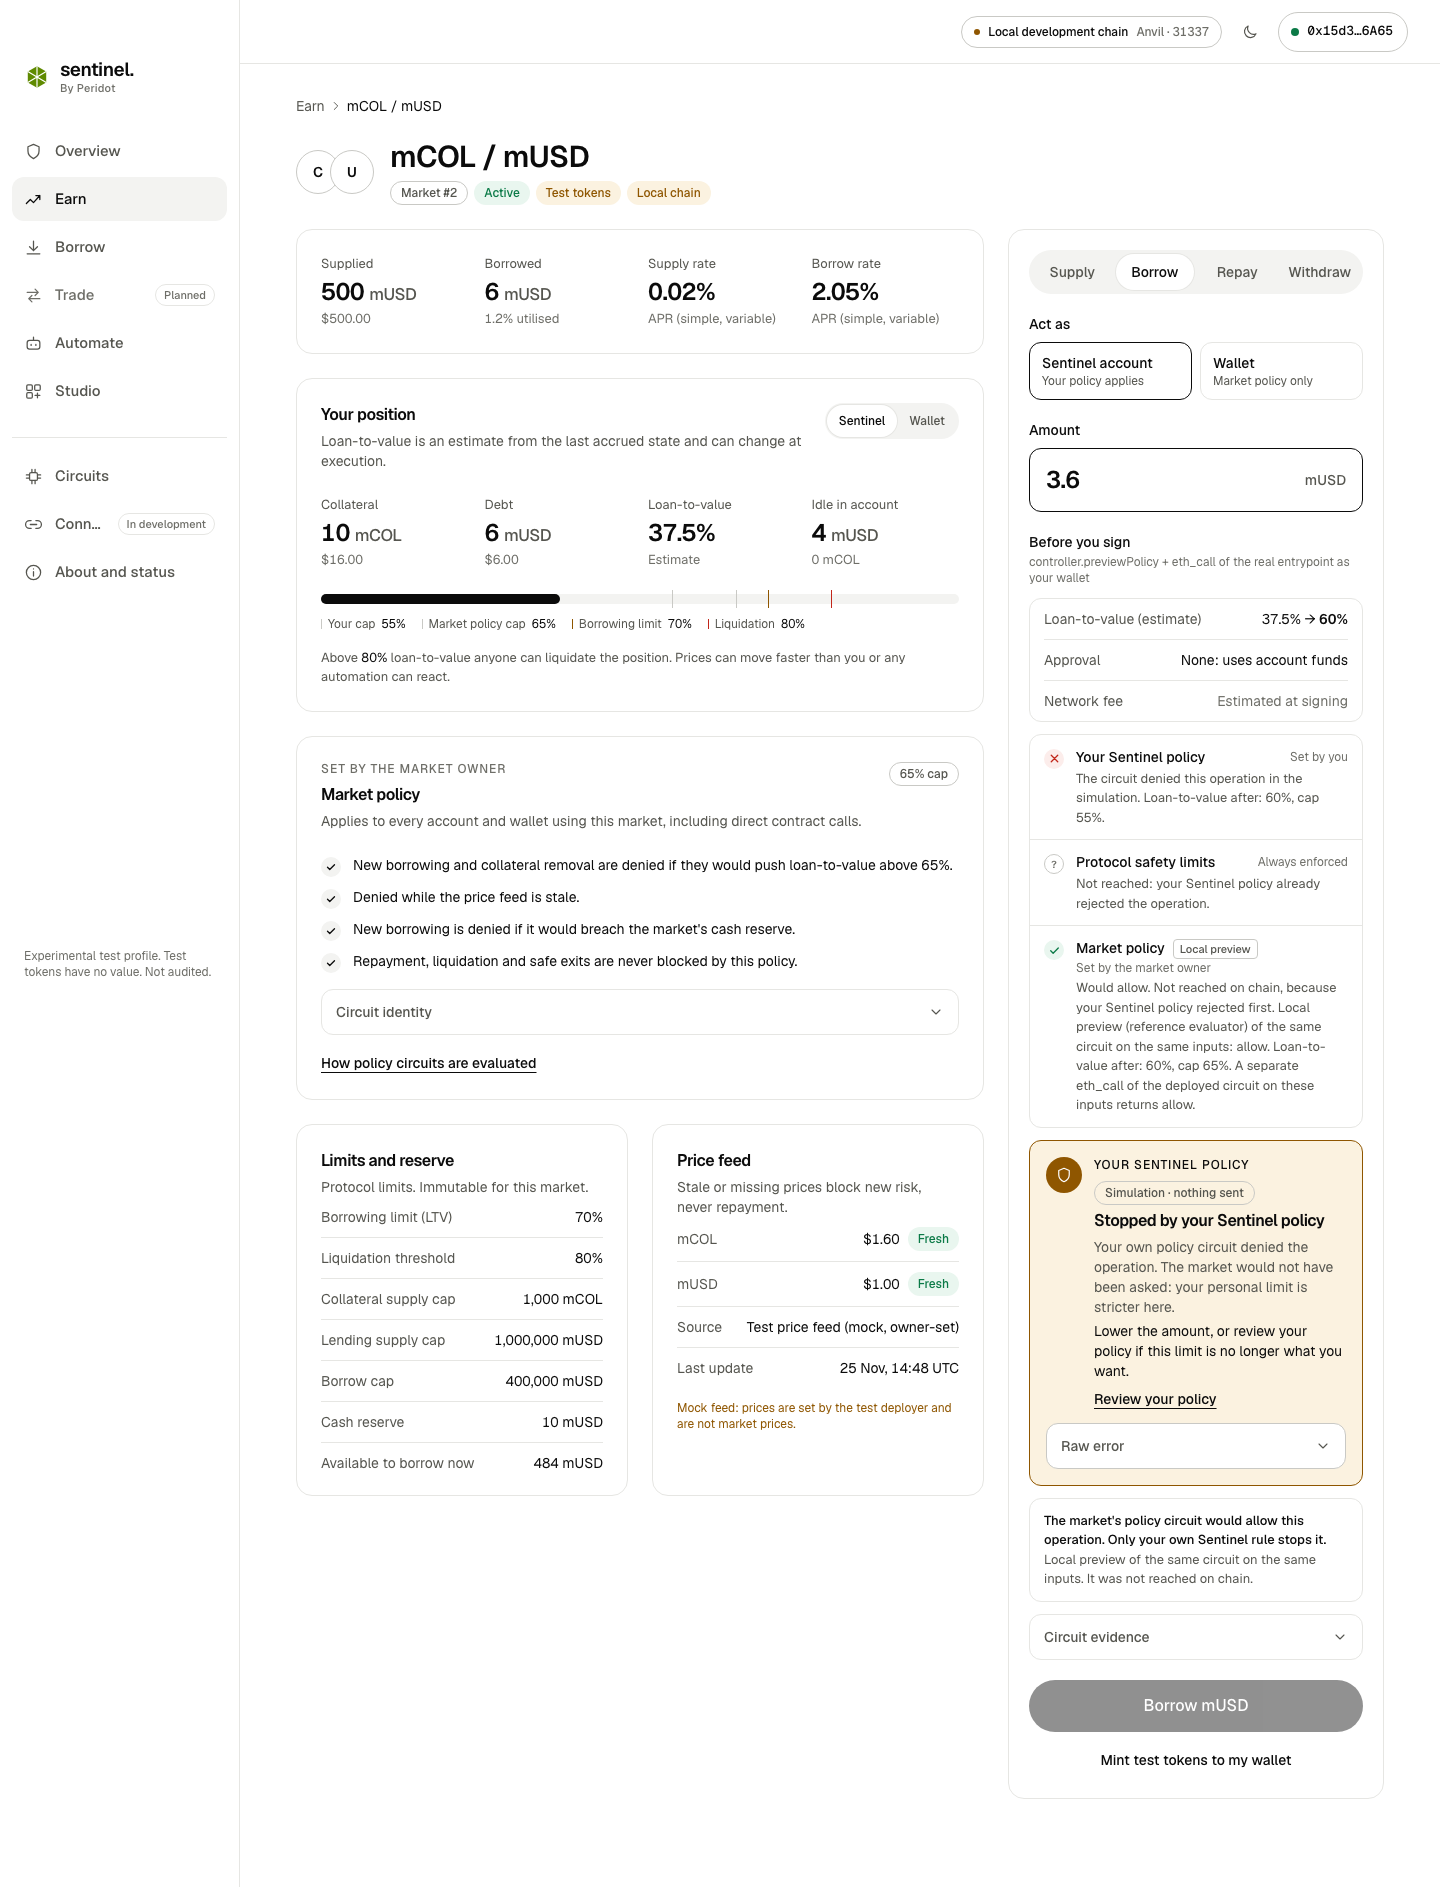 Local development chain Anvil · 31337
0x15d3…6A65
sentinel.
By Peridot
Overview
Earn
Borrow
Trade Planned
Automate
Studio
Circuits
Conn… In development
About and status
Experimental test profile. Test
tokens have no value. Not audited.
Earn > mCOL / mUSD
C U
mCOL / mUSD
Market #2 Active Test tokens Local chain
Supplied
500 mUSD
$500.00
Borrowed
6 mUSD
1.2% utilised
Supply rate
0.02%
APR (simple, variable)
Borrow rate
2.05%
APR (simple, variable)
Your position
Sentinel Wallet
Loan-to-value is an estimate from the last accrued state and can change at
execution.
Collateral
10 mCOL
$16.00
Debt
6 mUSD
$6.00
Loan-to-value
37.5%
Estimate
Idle in account
4 mUSD
0 mCOL
Your cap 55% Market policy cap 65% Borrowing limit 70% Liquidation 80%
Above 80% loan-to-value anyone can liquidate the position. Prices can move faster than you or any
automation can react.
SET BY THE MARKET OWNER
65% cap
Market policy
Applies to every account and wallet using this market, including direct contract calls.
New borrowing and collateral removal are denied if they would push loan-to-value above 65%.
Denied while the price feed is stale.
New borrowing is denied if it would breach the market's cash reserve.
Repayment, liquidation and safe exits are never blocked by this policy.
Circuit identity
How policy circuits are evaluated
Limits and reserve
Protocol limits. Immutable for this market.
Borrowing limit (LTV) 70%
Liquidation threshold 80%
Collateral supply cap 1,000 mCOL
Lending supply cap 1,000,000 mUSD
Borrow cap 400,000 mUSD
Cash reserve 10 mUSD
Available to borrow now 484 mUSD
Price feed
Stale or missing prices block new risk,
never repayment.
mCOL $1.60 Fresh
mUSD $1.00 Fresh
Source Test price feed (mock, owner-set)
Last update 25 Nov, 14:48 UTC
Mock feed: prices are set by the test deployer and
are not market prices.
Supply Borrow Repay Withdraw
Act as
Sentinel account
Your policy applies
Wallet
Market policy only
Amount
3.6 mUSD
Before you sign
controller.previewPolicy + eth_call of the real entrypoint as
your wallet
Loan-to-value (estimate) 37.5% → 60%
Approval None: uses account funds
Network fee Estimated at signing
Your Sentinel policy Set by you
The circuit denied this operation in the
simulation. Loan-to-value after: 60%, cap
55%.
? Protocol safety limits Always enforced
Not reached: your Sentinel policy already
rejected the operation.
Market policy Local preview
Set by the market owner
Would allow. Not reached on chain, because
your Sentinel policy rejected first. Local
preview (reference evaluator) of the same
circuit on the same inputs: allow. Loan-to-
value after: 60%, cap 65%. A separate
eth_call of the deployed circuit on these
inputs returns allow.
YOUR SENTINEL POLICY
Simulation · nothing sent
Stopped by your Sentinel policy
Your own policy circuit denied the
operation. The market would not have
been asked: your personal limit is
stricter here.
Lower the amount, or review your
policy if this limit is no longer what you
want.
Review your policy
Raw error
The market's policy circuit would allow this
operation. Only your own Sentinel rule stops it.
Local preview of the same circuit on the same
inputs. It was not reached on chain.
Circuit evidence
Borrow mUSD
Mint test tokens to my wallet